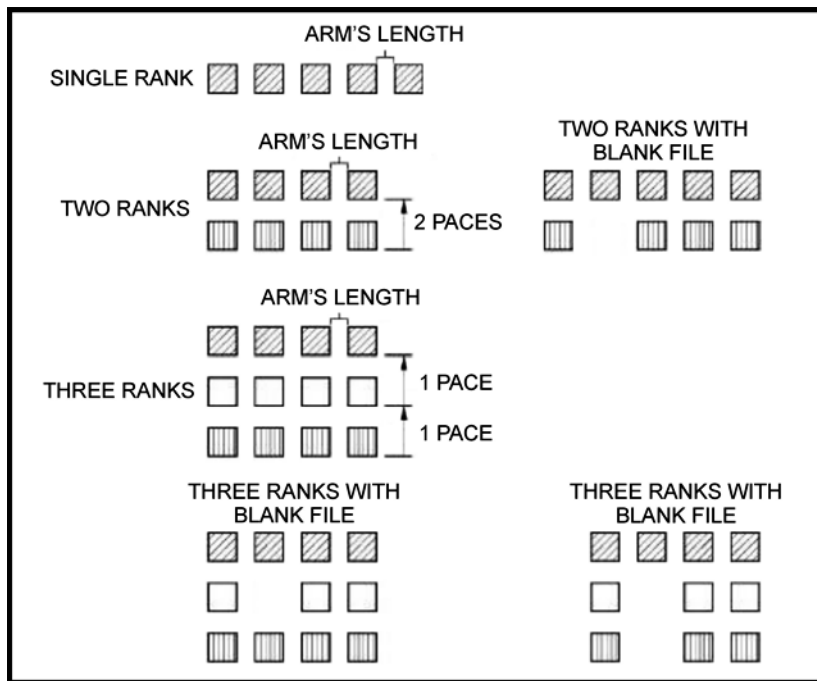 ARM'S LENGTH
SINGLE RANK
TWO RANKS WITH
BLANK FILE
ARM'S LENGTH
TWO RANKS
2 PACES
ARM'S LENGTH
1 PACE
THREE RANKS
1 PACE
THREE RANKS WITH
BLANK FILE
THREE RANKS WITH
BLANK FILE